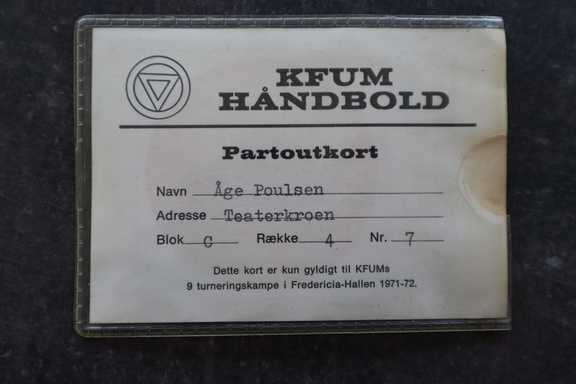 KFUM
HÅNDBOLD
Partoutkort
Navn Åge Poulsen
Adresse Teaterkroen
Blok C Række 4 Nr. 7
Dette kort er kun gyldigt til KFUMs
9 turneringskampe i Fredericia-Hallen 1971-72.